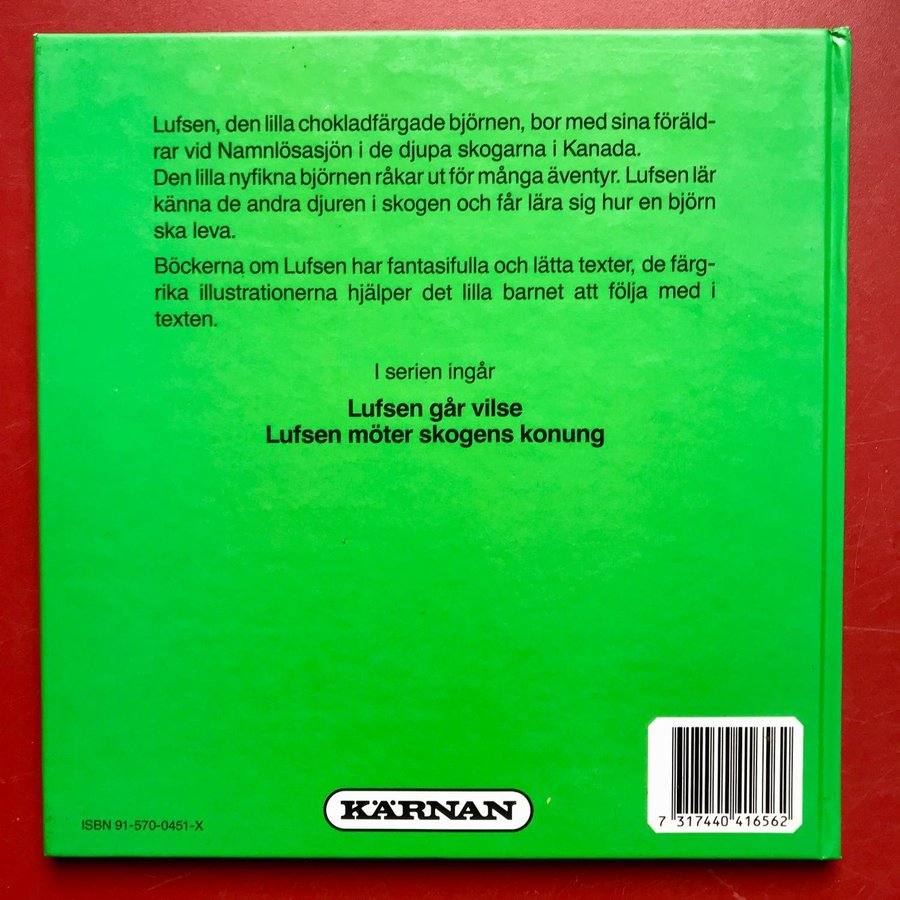 Lufsen, den lilla chokladfärgade björnen, bor med sina föräld-
rar vid Namnlösasjön i de djupa skogarna i Kanada.
Den lilla nyfikna björnen råkar ut för många äventyr. Lufsen lär
känna de andra djuren i skogen och får lära sig hur en björn
ska leva.
Böckerna om Lufsen har fantasifulla och lätta texter, de färg-
rika illustrationerna hjälper det lilla barnet att följa med i
texten.
I serien ingår
Lufsen går vilse
Lufsen möter skogens konung
ISBN 91-570-0451-X
KÄRNAN
7 317440 416562